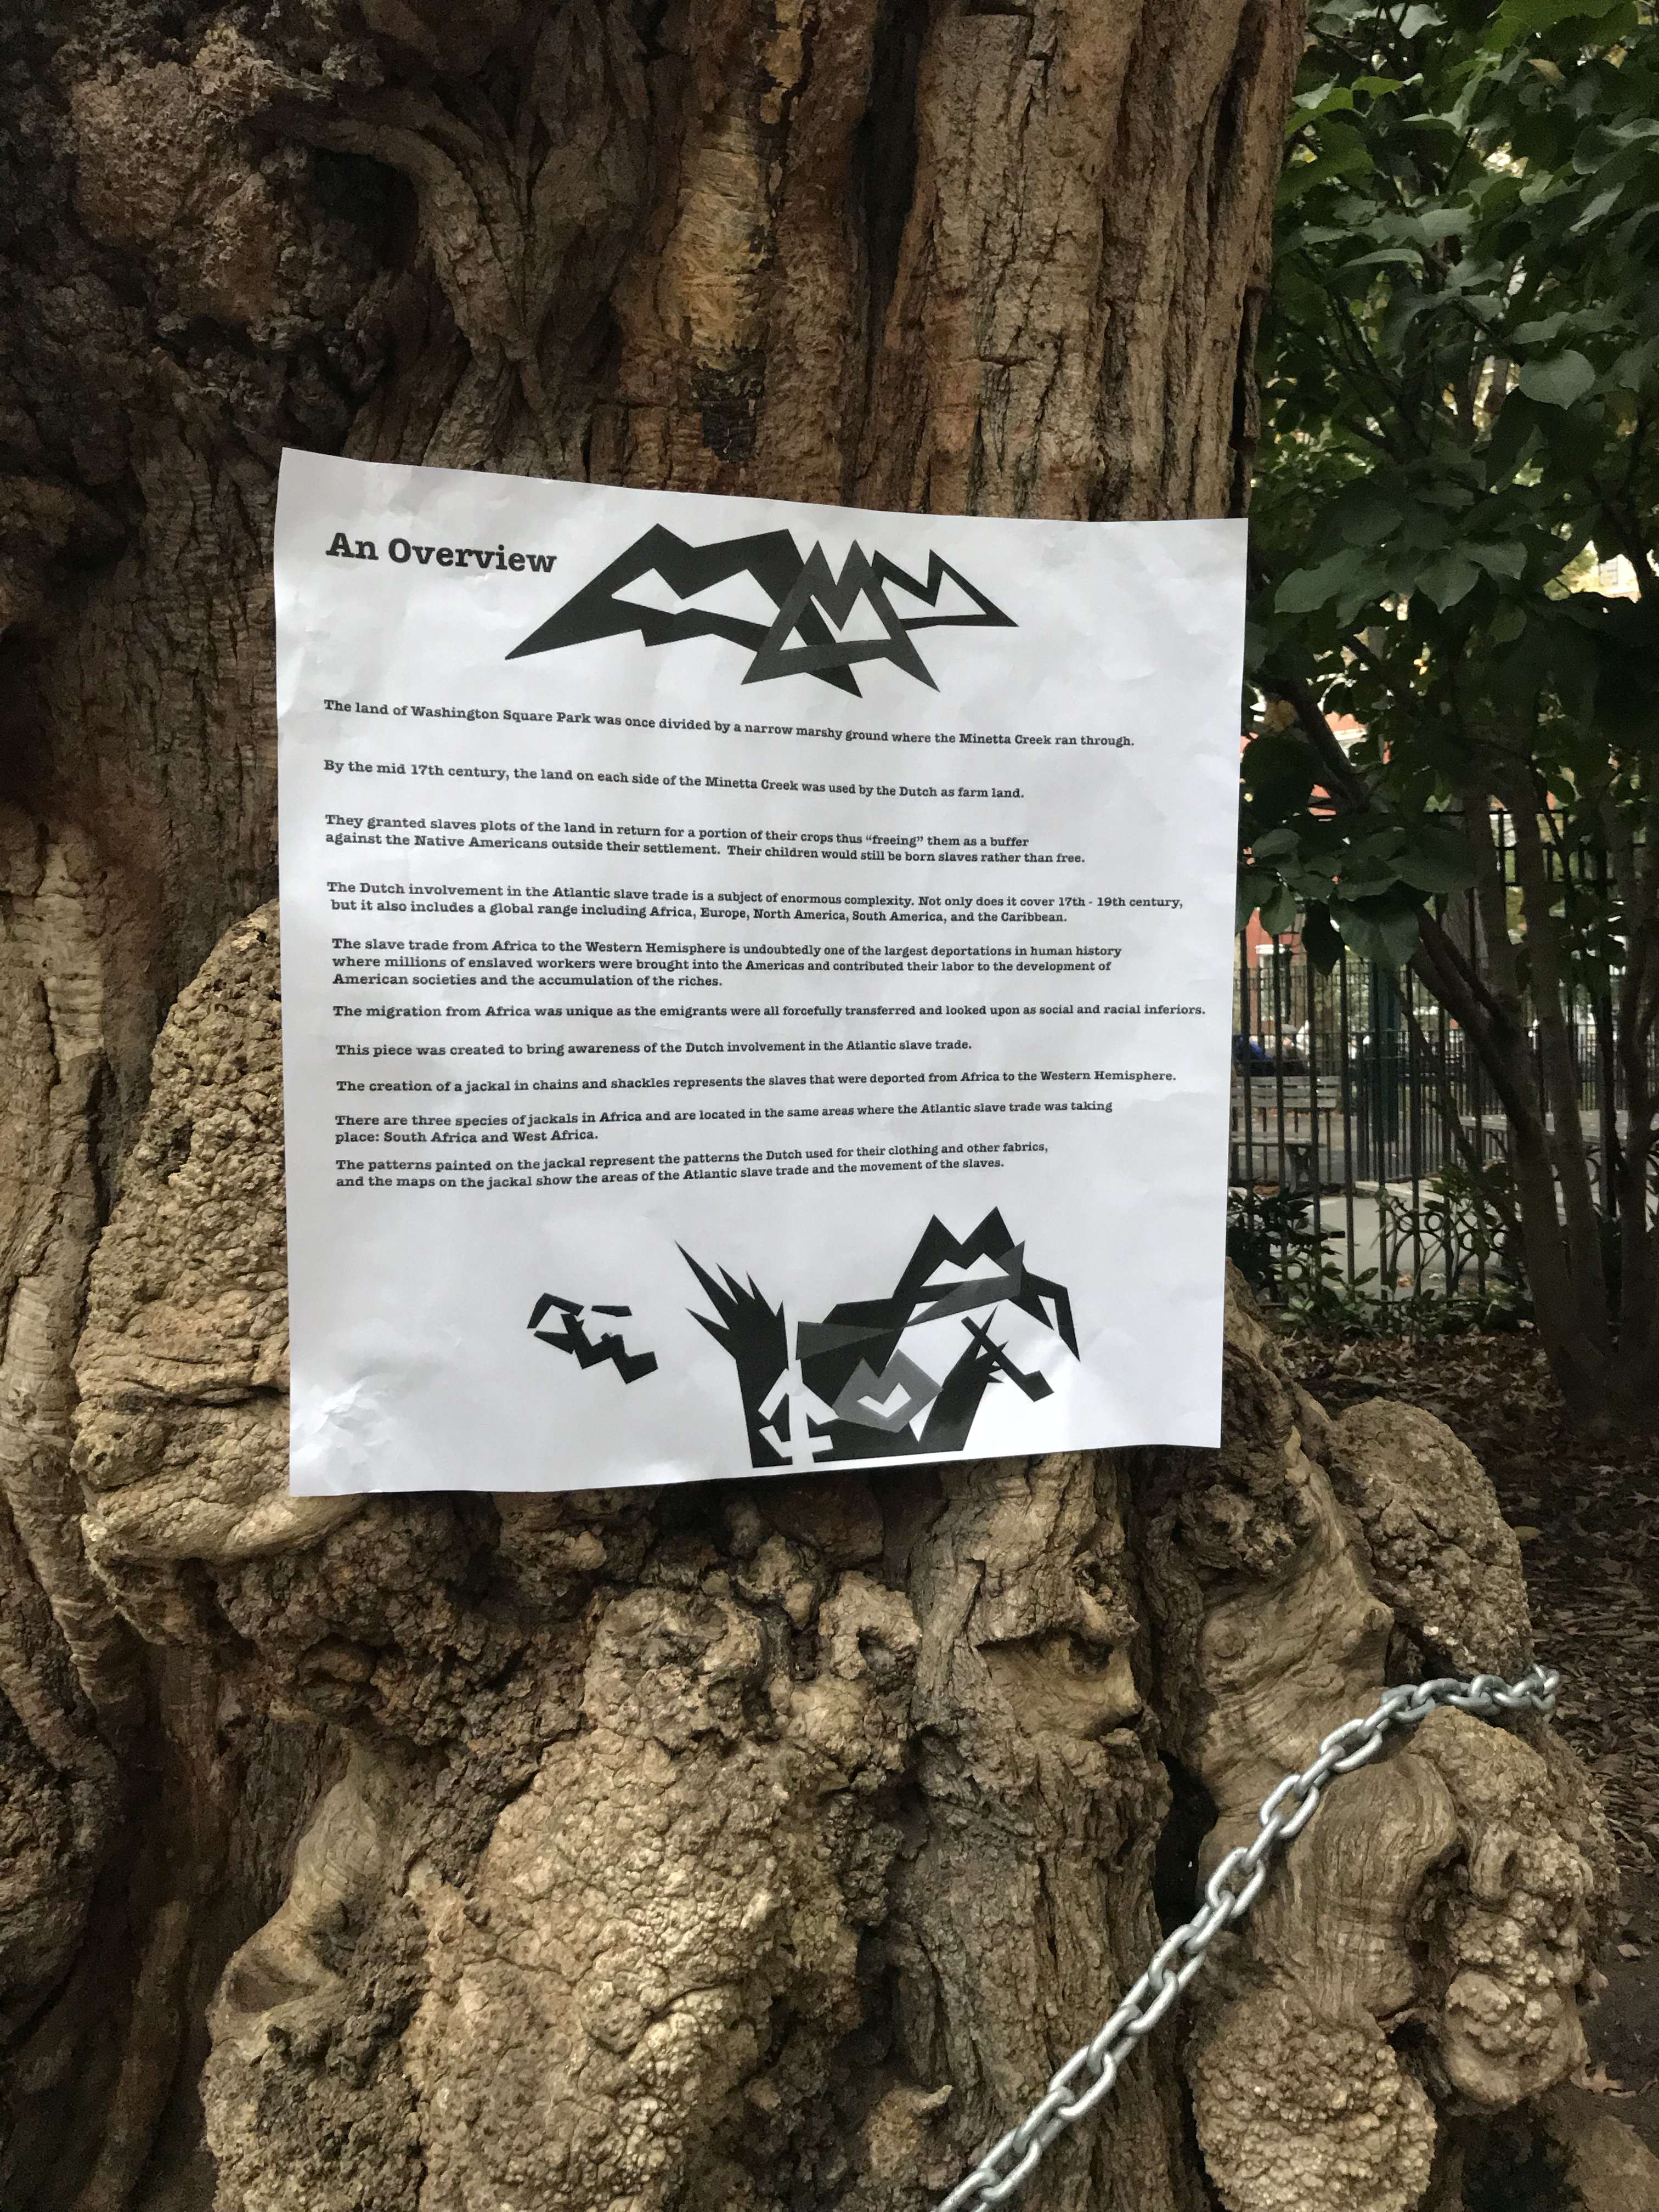 An Overview
The land of Washington Square Park was once divided by a narrow marshy ground where the Minetta Creek ran through.
By the mid 17th century, the land on each side of the Minetta Creek was used by the Dutch as farm land.
They granted slaves plots of the land in return for a portion of their crops thus “freeing” them as a buffer
against the Native Americans outside their settlement. Their children would still be born slaves rather than free.
The Dutch involvement in the Atlantic slave trade is a subject of enormous complexity. Not only does it cover 17th - 19th century,
but it also includes a global range including Africa, Europe, North America, South America, and the Caribbean.
The slave trade from Africa to the Western Hemisphere is undoubtedly one of the largest deportations in human history
where millions of enslaved workers were brought into the Americas and contributed their labor to the development of
American societies and the accumulation of the riches.
The migration from Africa was unique as the emigrants were all forcefully transferred and looked upon as social and racial inferiors.
This piece was created to bring awareness of the Dutch involvement in the Atlantic slave trade.
The creation of a jackal in chains and shackles represents the slaves that were deported from Africa to the Western Hemisphere.
There are three species of jackals in Africa and are located in the same areas where the Atlantic slave trade was taking
place: South Africa and West Africa.
The patterns painted on the jackal represent the patterns the Dutch used for their clothing and other fabrics,
and the maps on the jackal show the areas of the Atlantic slave trade and the movement of the slaves.